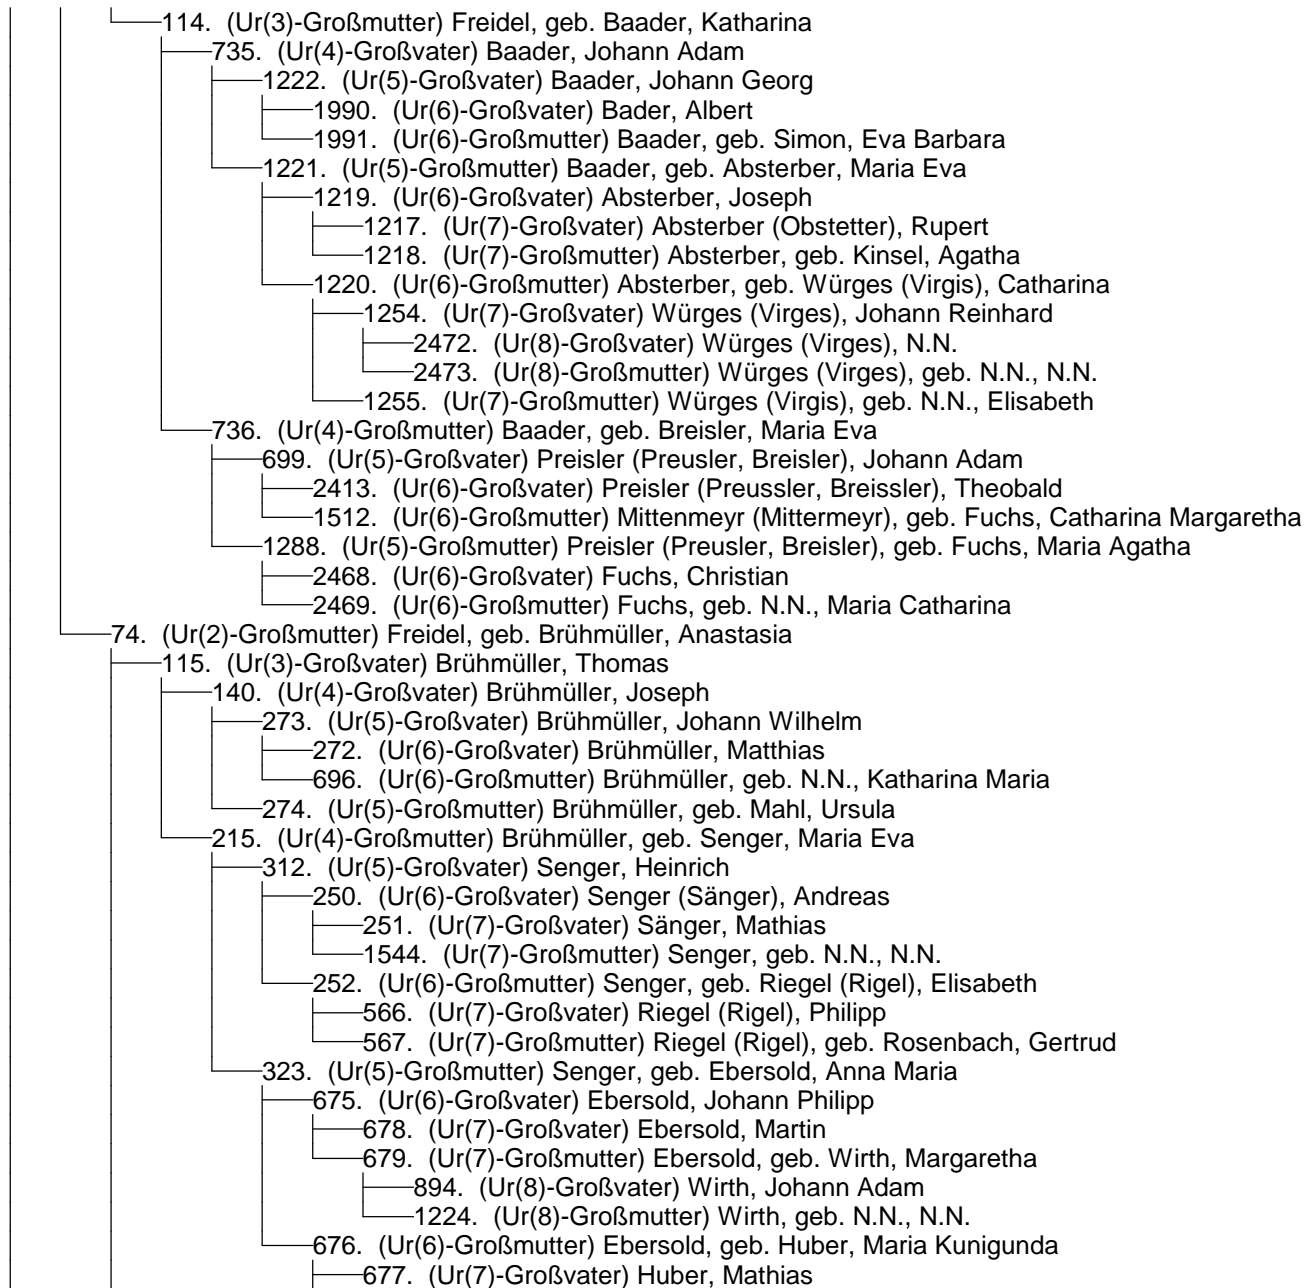 114. (Ur(3)-Großmutter) Freidel, geb. Baader, Katharina
735. (Ur(4)-Großvater) Baader, Johann Adam
1222. (Ur(5)-Großvater) Baader, Johann Georg
1990. (Ur(6)-Großvater) Bader, Albert
1991. (Ur(6)-Großmutter) Baader, geb. Simon, Eva Barbara
1221. (Ur(5)-Großmutter) Baader, geb. Absterber, Maria Eva
1219. (Ur(6)-Großvater) Absterber, Joseph
1217. (Ur(7)-Großvater) Absterber (Obstetter), Rupert
1218. (Ur(7)-Großmutter) Absterber, geb. Kinsel, Agatha
1220. (Ur(6)-Großmutter) Absterber, geb. Würges (Virgis), Catharina
1254. (Ur(7)-Großvater) Würges (Virges), Johann Reinhard
2472. (Ur(8)-Großvater) Würges (Virges), N.N.
2473. (Ur(8)-Großmutter) Würges (Virges), geb. N.N., N.N.
1255. (Ur(7)-Großmutter) Würges (Virgis), geb. N.N., Elisabeth
736. (Ur(4)-Großmutter) Baader, geb. Breisler, Maria Eva
699. (Ur(5)-Großvater) Preisler (Preusler, Breisler), Johann Adam
2413. (Ur(6)-Großvater) Preisler (Preussler, Breissler), Theobald
1512. (Ur(6)-Großmutter) Mittenmeyr (Mittermeyr), geb. Fuchs, Catharina Margaretha
1288. (Ur(5)-Großmutter) Preisler (Preusler, Breisler), geb. Fuchs, Maria Agatha
2468. (Ur(6)-Großvater) Fuchs, Christian
2469. (Ur(6)-Großmutter) Fuchs, geb. N.N., Maria Catharina
74. (Ur(2)-Großmutter) Freidel, geb. Brühmüller, Anastasia
115. (Ur(3)-Großvater) Brühmüller, Thomas
140. (Ur(4)-Großvater) Brühmüller, Joseph
273. (Ur(5)-Großvater) Brühmüller, Johann Wilhelm
272. (Ur(6)-Großvater) Brühmüller, Matthias
696. (Ur(6)-Großmutter) Brühmüller, geb. N.N., Katharina Maria
274. (Ur(5)-Großmutter) Brühmüller, geb. Mahl, Ursula
215. (Ur(4)-Großmutter) Brühmüller, geb. Senger, Maria Eva
312. (Ur(5)-Großvater) Senger, Heinrich
250. (Ur(6)-Großvater) Senger (Sänger), Andreas
251. (Ur(7)-Großvater) Sänger, Mathias
1544. (Ur(7)-Großmutter) Senger, geb. N.N., N.N.
252. (Ur(6)-Großmutter) Senger, geb. Riegel (Rigel), Elisabeth
566. (Ur(7)-Großvater) Riegel (Rigel), Philipp
567. (Ur(7)-Großmutter) Riegel (Rigel), geb. Rosenbach, Gertrud
323. (Ur(5)-Großmutter) Senger, geb. Ebersold, Anna Maria
675. (Ur(6)-Großvater) Ebersold, Johann Philipp
678. (Ur(7)-Großvater) Ebersold, Martin
679. (Ur(7)-Großmutter) Ebersold, geb. Wirth, Margaretha
894. (Ur(8)-Großvater) Wirth, Johann Adam
1224. (Ur(8)-Großmutter) Wirth, geb. N.N., N.N.
676. (Ur(6)-Großmutter) Ebersold, geb. Huber, Maria Kunigunda
677. (Ur(7)-Großvater) Huber, Mathias